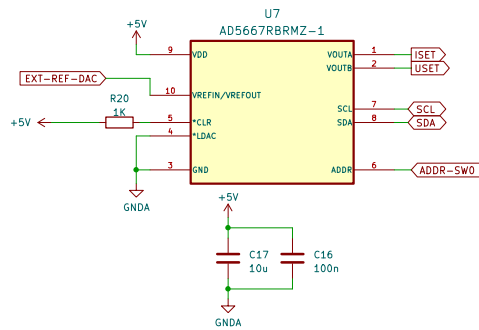 U7
AD5667RBRMZ-1
+5V
9 VDD VOUTA 1 ISET
VOUTB 2 USET
EXT-REF-DAC
10 VREFIN/VREFOUT
R20
1K
SCL 7 SCL
+5V 5 *CLR SDA 8 SDA
4 *LDAC
3 GND ADDR 6 ADDR-SW0
GNDA
+5V
C17 C16
10u 100n
GNDA